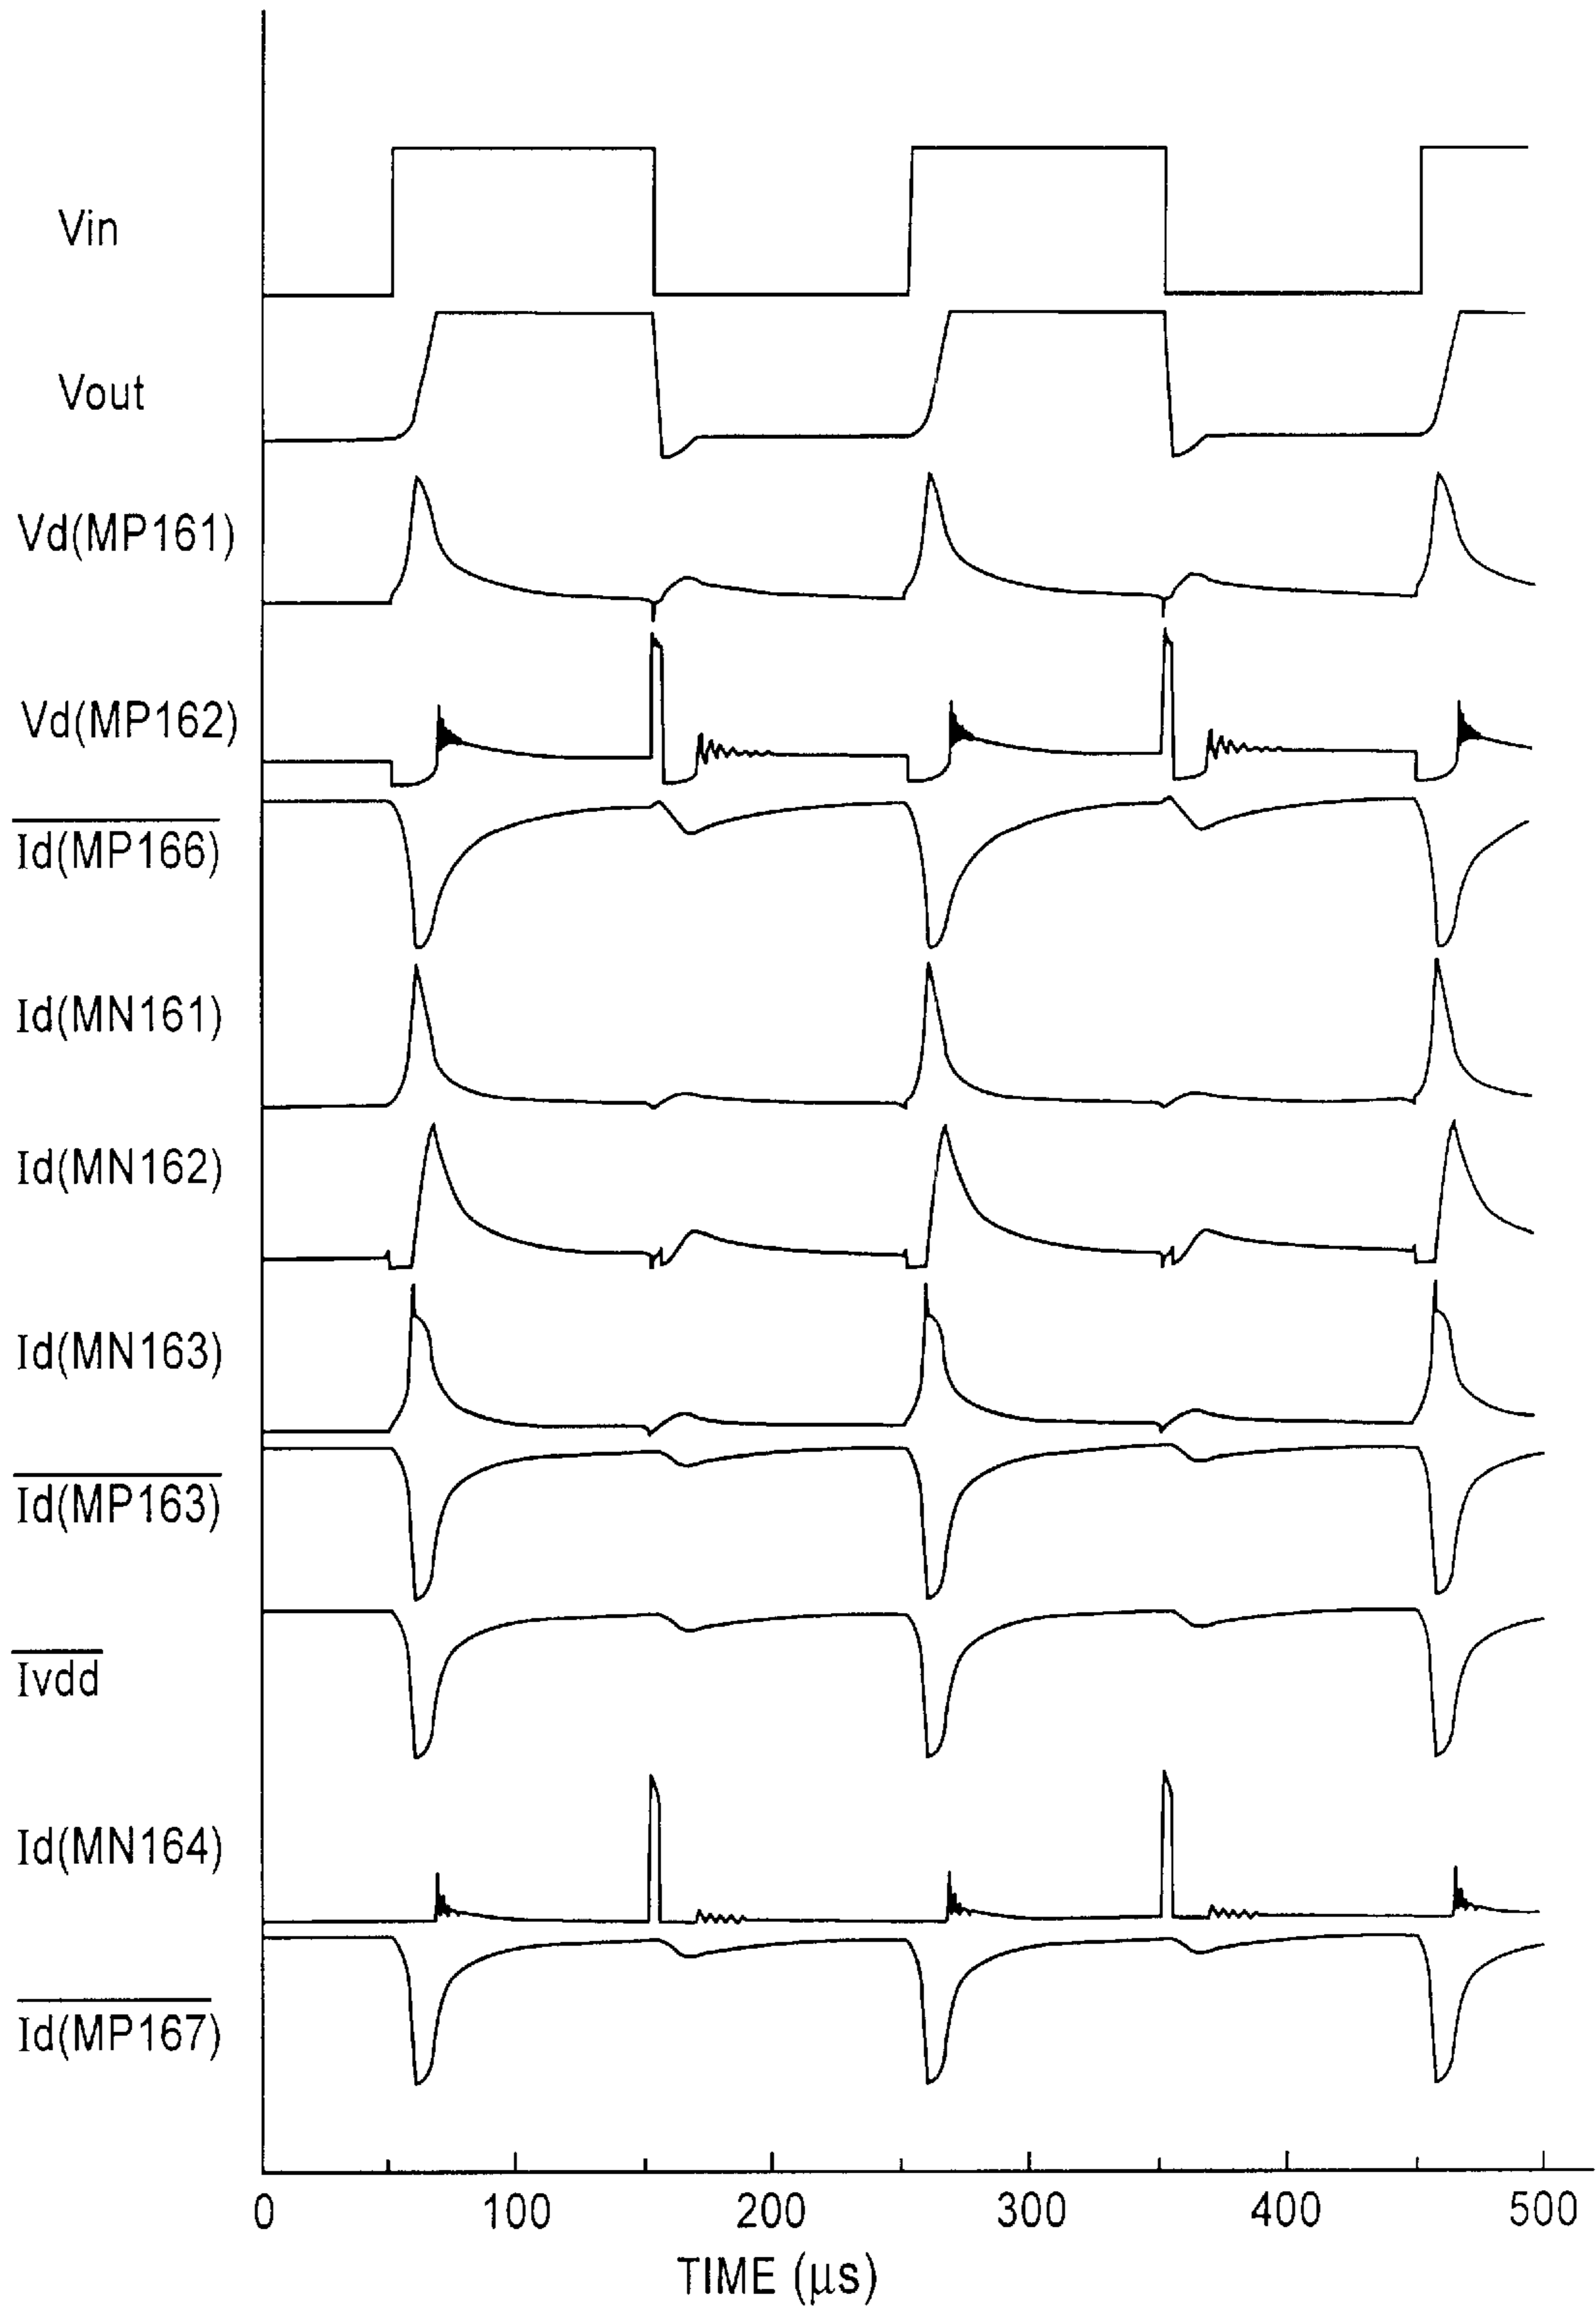 Vin
Vout
Vd(MP161)
Vd(MP162)
Id(MP166)
Id(MN161)
Id(MN162)
Id(MN163)
Id(MP163)
Ivdd
Id(MN164)
Id(MP167)
0 100 200 300 400 500
TIME (μs)